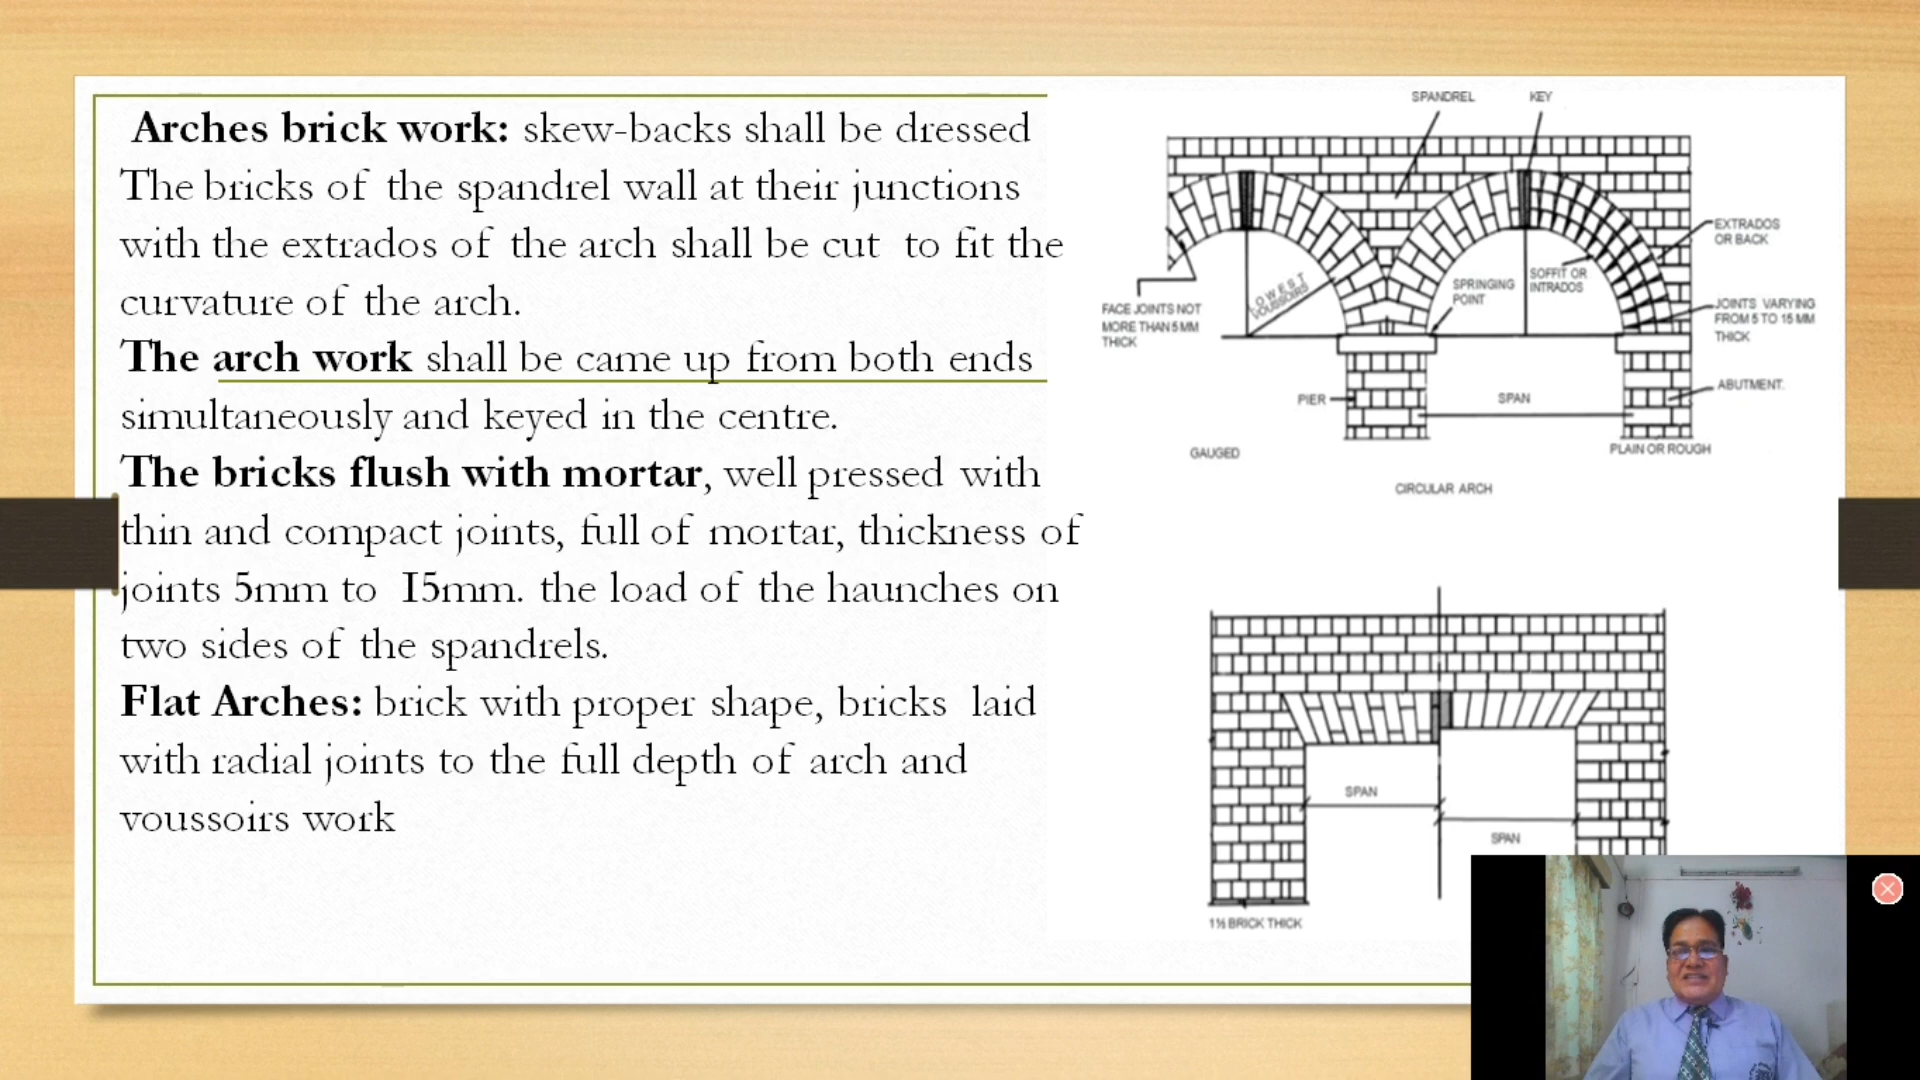 Arches brick work: skew-backs shall be dressed
The bricks of the spandrel wall at their junctions
with the extrados of the arch shall be cut to fit the
curvature of the arch.
The arch work shall be came up from both ends
simultaneously and keyed in the centre.
The bricks flush with mortar, well pressed with
thin and compact joints, full of mortar, thickness of
joints 5mm to 15mm. the load of the haunches on
two sides of the spandrels.
Flat Arches: brick with proper shape, bricks laid
with radial joints to the full depth of arch and
voussoirs work
SPANDREL
KEY
EXTRADOS
OR BACK
LOWEST
VOUSSOIRS
SPRINGING
POINT
SOFFIT OR
INTRADOS
FACE JOINTS NOT
MORE THAN 5 MM
THICK
JOINTS VARYING
FROM 5 TO 15 MM
THICK
PIER
SPAN
ABUTMENT.
GAUGED
PLAIN OR ROUGH
CIRCULAR ARCH
SPAN
SPAN
1½ BRICK THICK